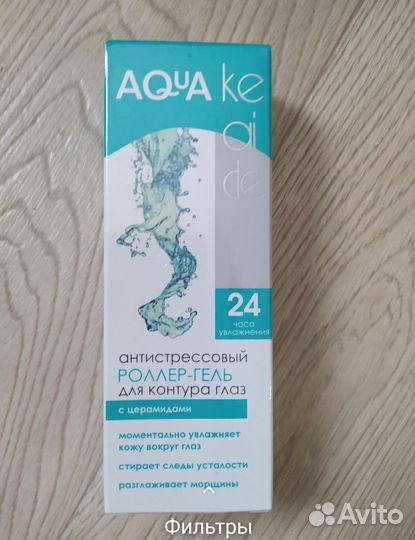 AQUA ke
ai
de
24
часа
увлажнения
антистрессовый
РОЛЛЕР-ГЕЛЬ
для контура глаз
с церамидами
моментально увлажняет
кожу вокруг глаз
стирает следы усталости
разглаживает морщины
Фильтры
Avito